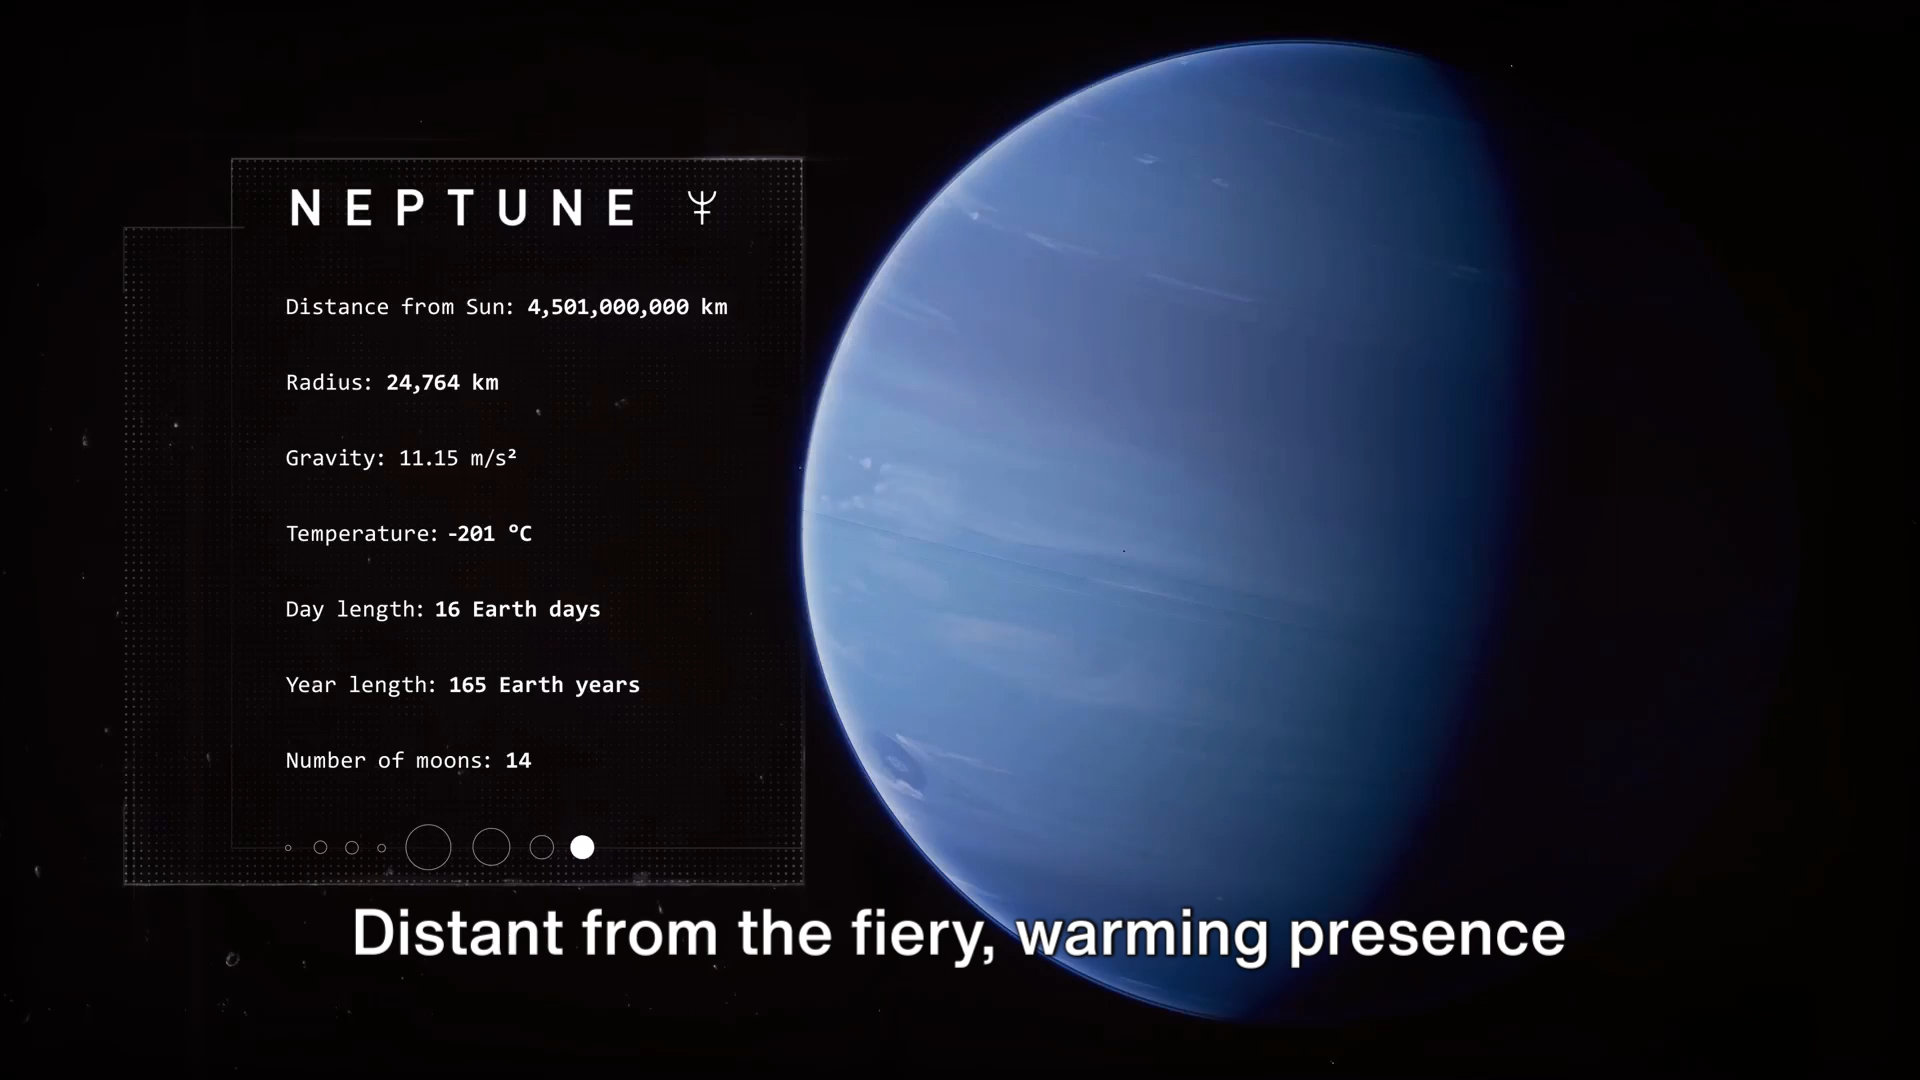 NEPTUNE ♆
Distance from Sun: 4,501,000,000 km
Radius: 24,764 km
Gravity: 11.15 m/s²
Temperature: -201 °C
Day length: 16 Earth days
Year length: 165 Earth years
Number of moons: 14
Distant from the fiery, warming presence